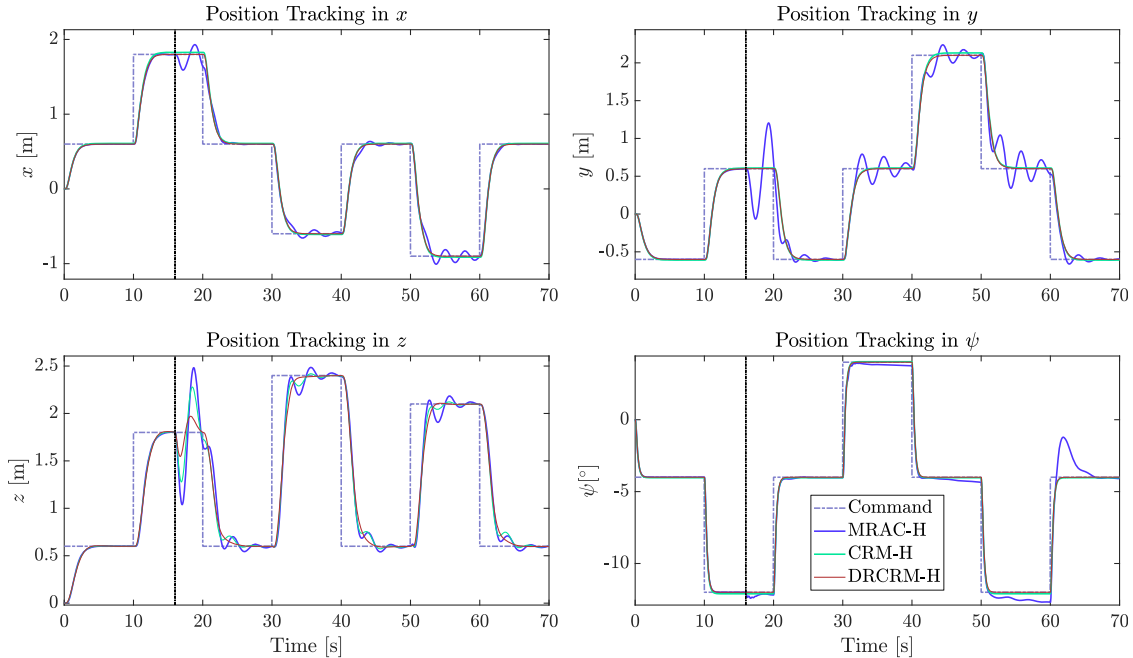 Position Tracking in x
2
1
0
-1
x [m]
0 10 20 30 40 50 60 70
Position Tracking in y
2
1.5
1
0.5
0
-0.5
y [m]
0 10 20 30 40 50 60 70
Position Tracking in z
2.5
2
1.5
1
0.5
0
z [m]
0 10 20 30 40 50 60 70
Time [s]
Position Tracking in ψ
0
-5
-10
ψ[°]
Command
MRAC-H
CRM-H
DRCRM-H
0 10 20 30 40 50 60 70
Time [s]